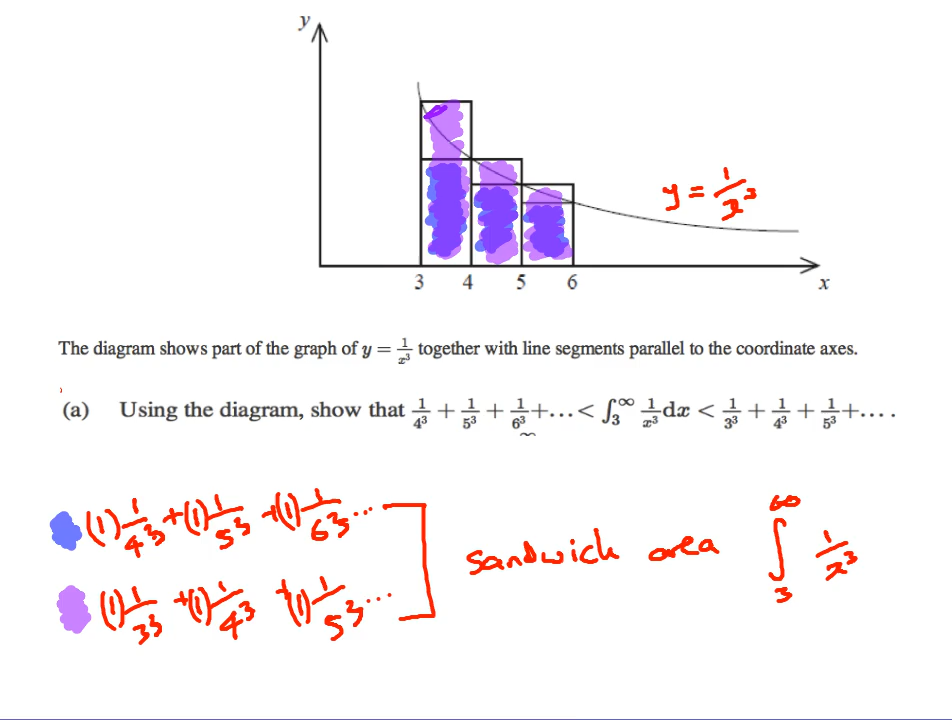 y
y = 1/x³
3 4 5 6 x
The diagram shows part of the graph of y = 1/x³ together with line segments parallel to the coordinate axes.
(a) Using the diagram, show that 1/4³ + 1/5³ + 1/6³ + ... < ∫₃^∞ 1/x³ dx < 1/3³ + 1/4³ + 1/5³ + ... .
(1) 1/4³ + (1) 1/5³ + (1) 1/6³ ...
sandwich area ∫₃^∞ 1/x³
(1) 1/3³ + (1) 1/4³ + (1) 1/5³ ...